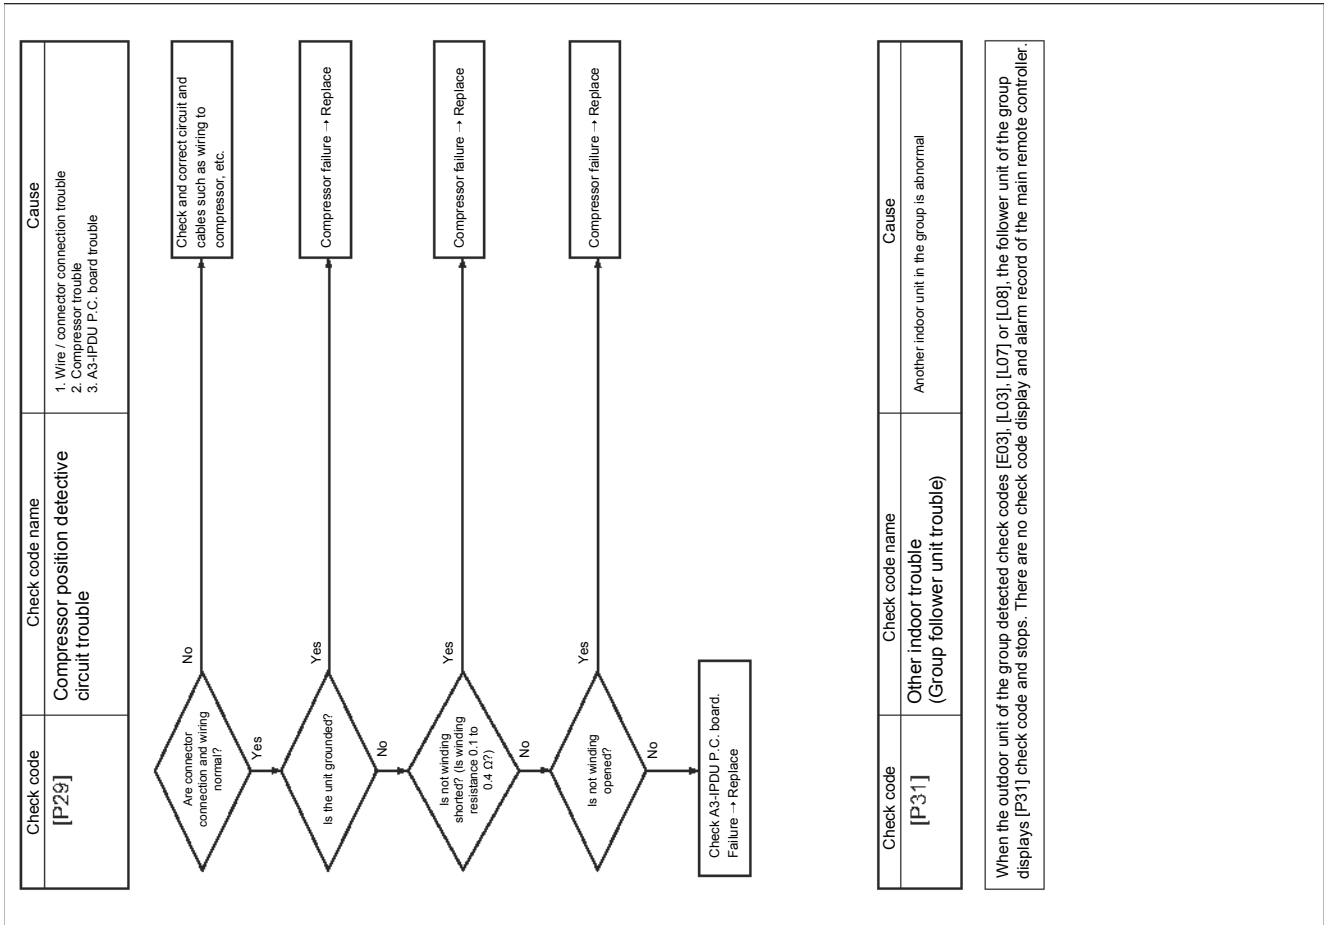 Check code
Check code name
Cause
[P29]
Compressor position detective
circuit trouble
1. Wire / connector connection trouble
2. Compressor trouble
3. A3-IPDU P.C. board trouble
Are connector
connection and wiring
normal?
No
Check and correct circuit and
cables such as wiring to
compressor, etc.
Yes
Is the unit grounded?
Yes
Compressor failure → Replace
No
Is not winding
shorted? (Is winding
resistance 0.1 to
0.4 Ω?)
Yes
Compressor failure → Replace
No
Is not winding
opened?
Yes
Compressor failure → Replace
No
Check A3-IPDU P.C. board.
Failure → Replace
Check code
Check code name
Cause
[P31]
Other indoor trouble
(Group follower unit trouble)
Another indoor unit in the group is abnormal
When the outdoor unit of the group detected check codes [E03], [L03], [L07] or [L08], the follower unit of the group
displays [P31] check code and stops. There are no check code display and alarm record of the main remote controller.